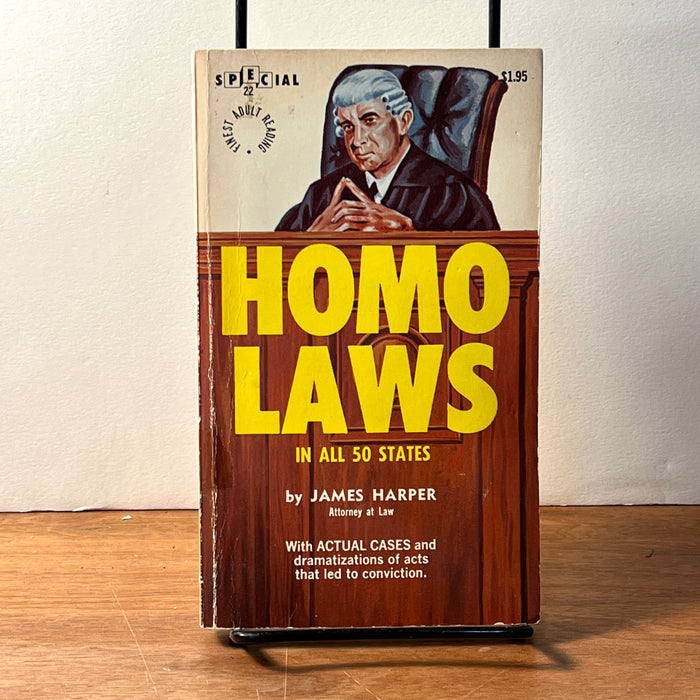 SPECIAL
22
$1.95
FINEST ADULT READING •
HOMO
LAWS
IN ALL 50 STATES
by JAMES HARPER
Attorney at Law
With ACTUAL CASES and
dramatizations of acts
that led to conviction.